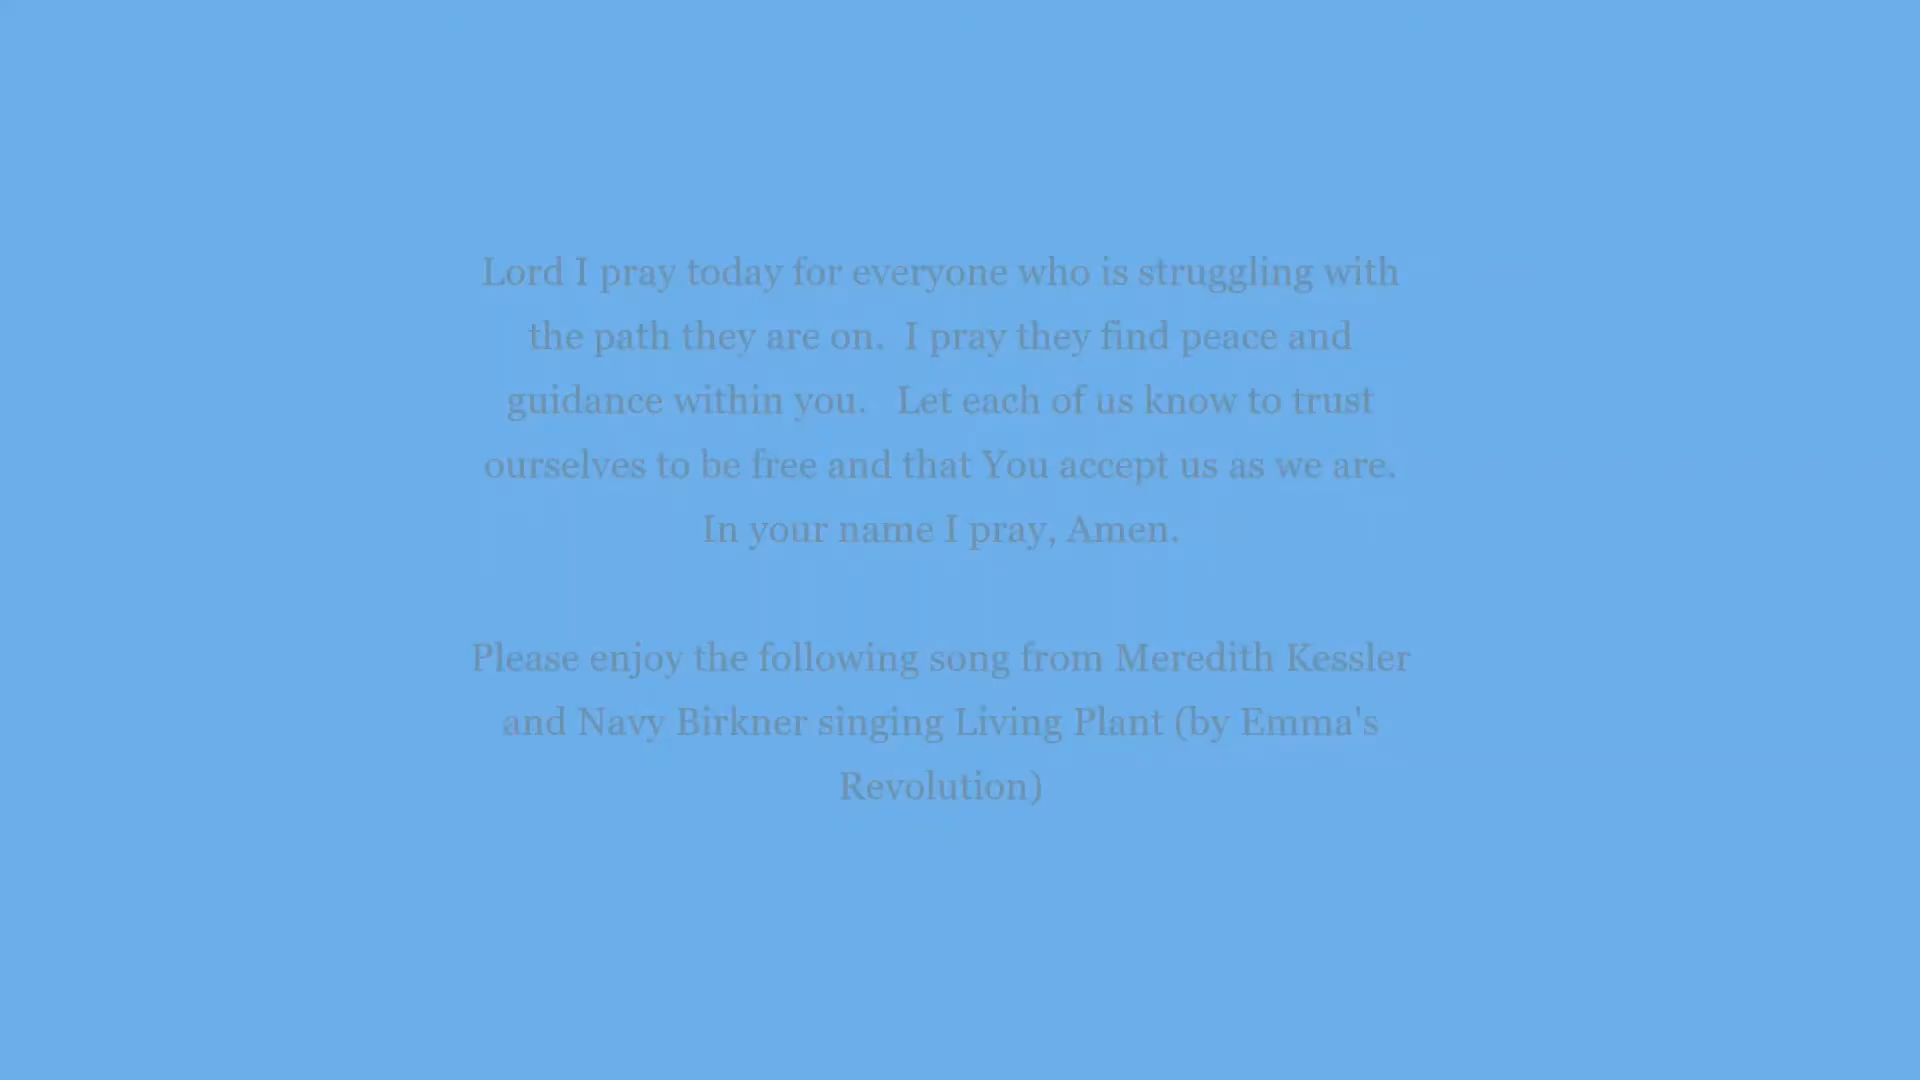 Lord I pray today for everyone who is struggling with
the path they are on.  I pray they find peace and
guidance within you.   Let each of us know to trust
ourselves to be free and that You accept us as we are.
In your name I pray, Amen.
Please enjoy the following song from Meredith Kessler
and Navy Birkner singing Living Plant (by Emma's
Revolution)